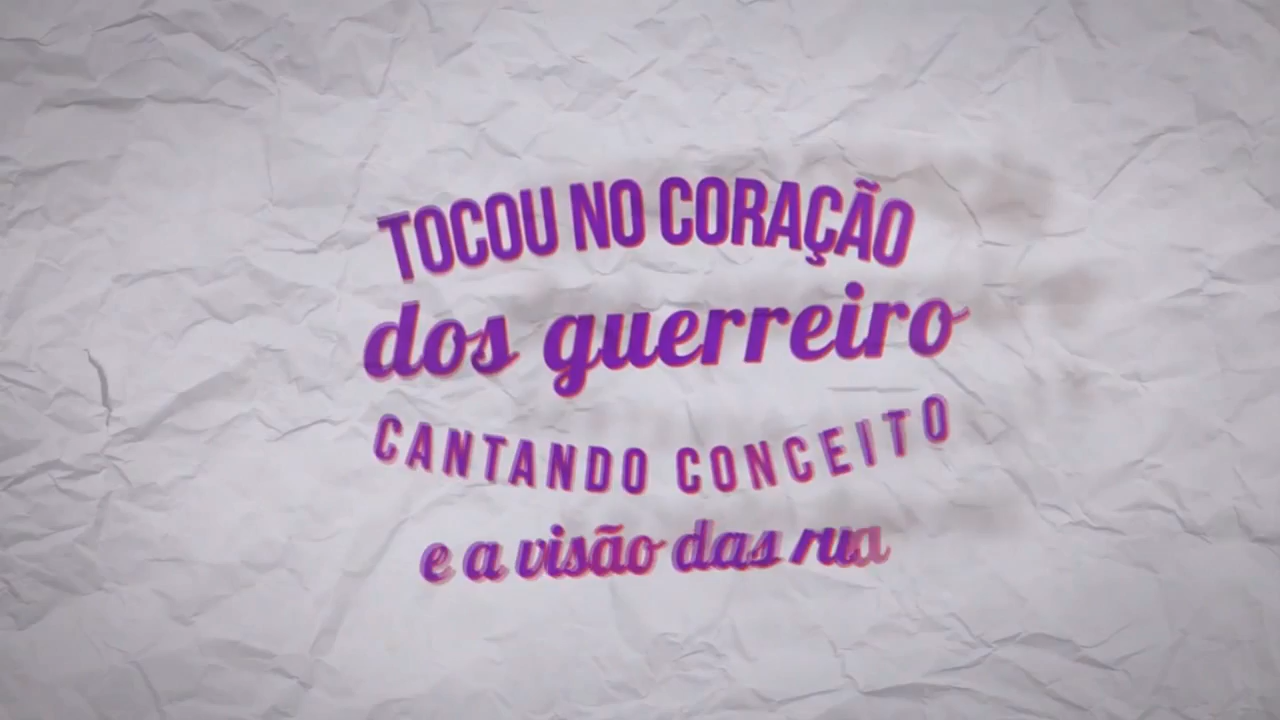 TOCOU NO CORAÇÃO
dos guerreiro
CANTANDO CONCEITO
e a visão das rua